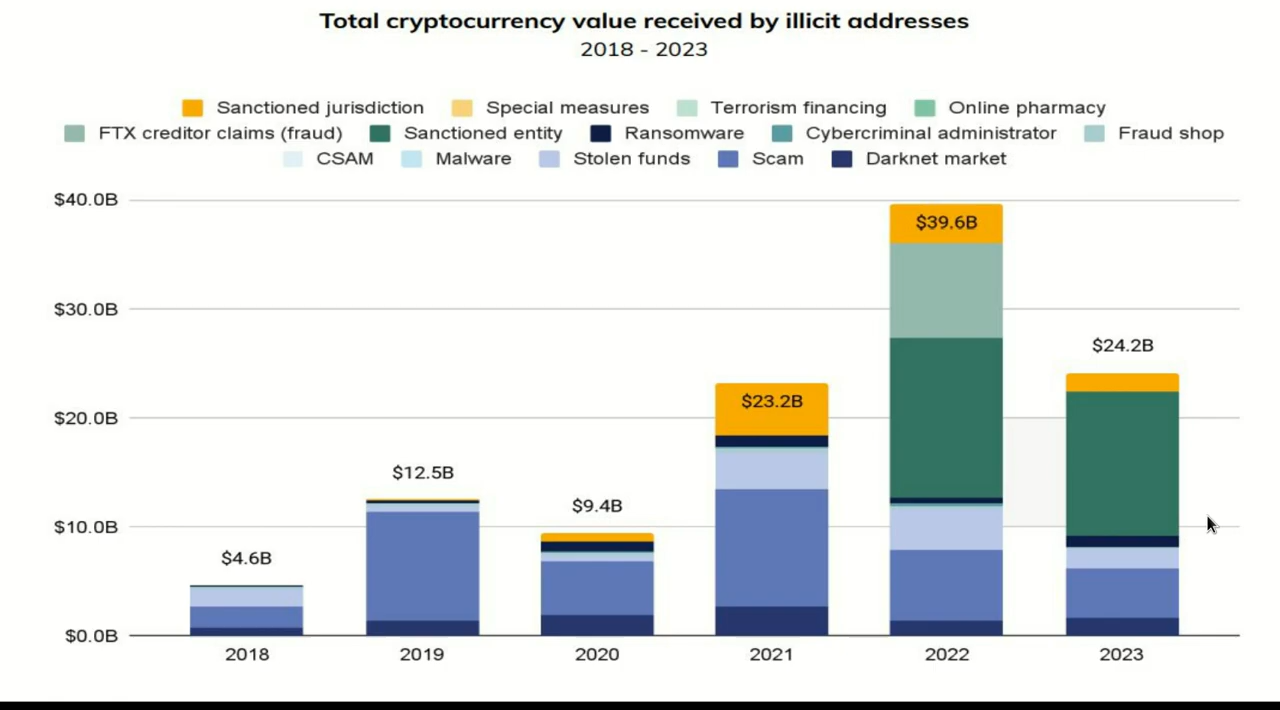 Total cryptocurrency value received by illicit addresses
2018 - 2023
Sanctioned jurisdiction Special measures Terrorism financing Online pharmacy
FTX creditor claims (fraud) Sanctioned entity Ransomware Cybercriminal administrator Fraud shop
CSAM Malware Stolen funds Scam Darknet market
$40.0B
$39.6B
$30.0B
$24.2B
$20.0B
$23.2B
$12.5B
$10.0B
$9.4B
$4.6B
$0.0B
2018 2019 2020 2021 2022 2023